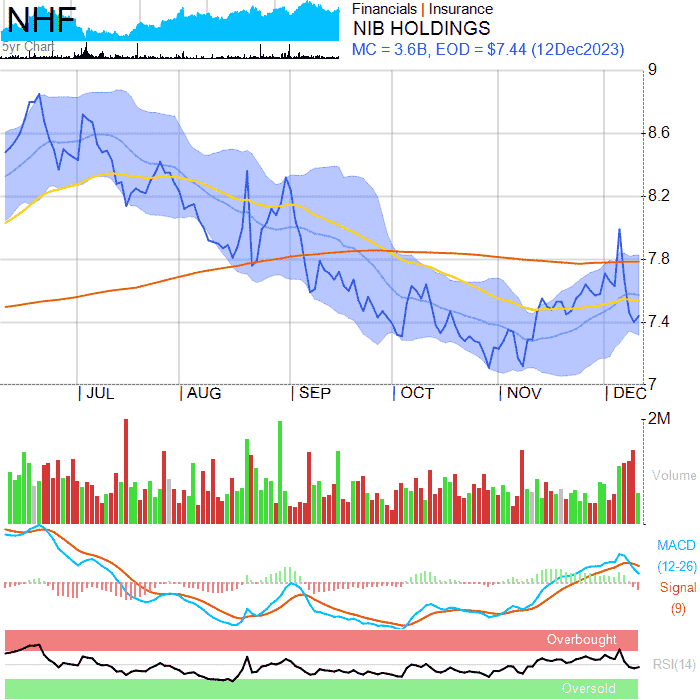 NHF
5yr Chart
Financials | Insurance
NIB HOLDINGS
MC = 3.6B, EOD = $7.44 (12Dec2023)
9
8.6
8.2
7.8
7.4
7
JUL AUG SEP OCT NOV DEC
2M
Volume
MACD
(12-26)
Signal
(9)
Overbought
RSI(14)
Oversold